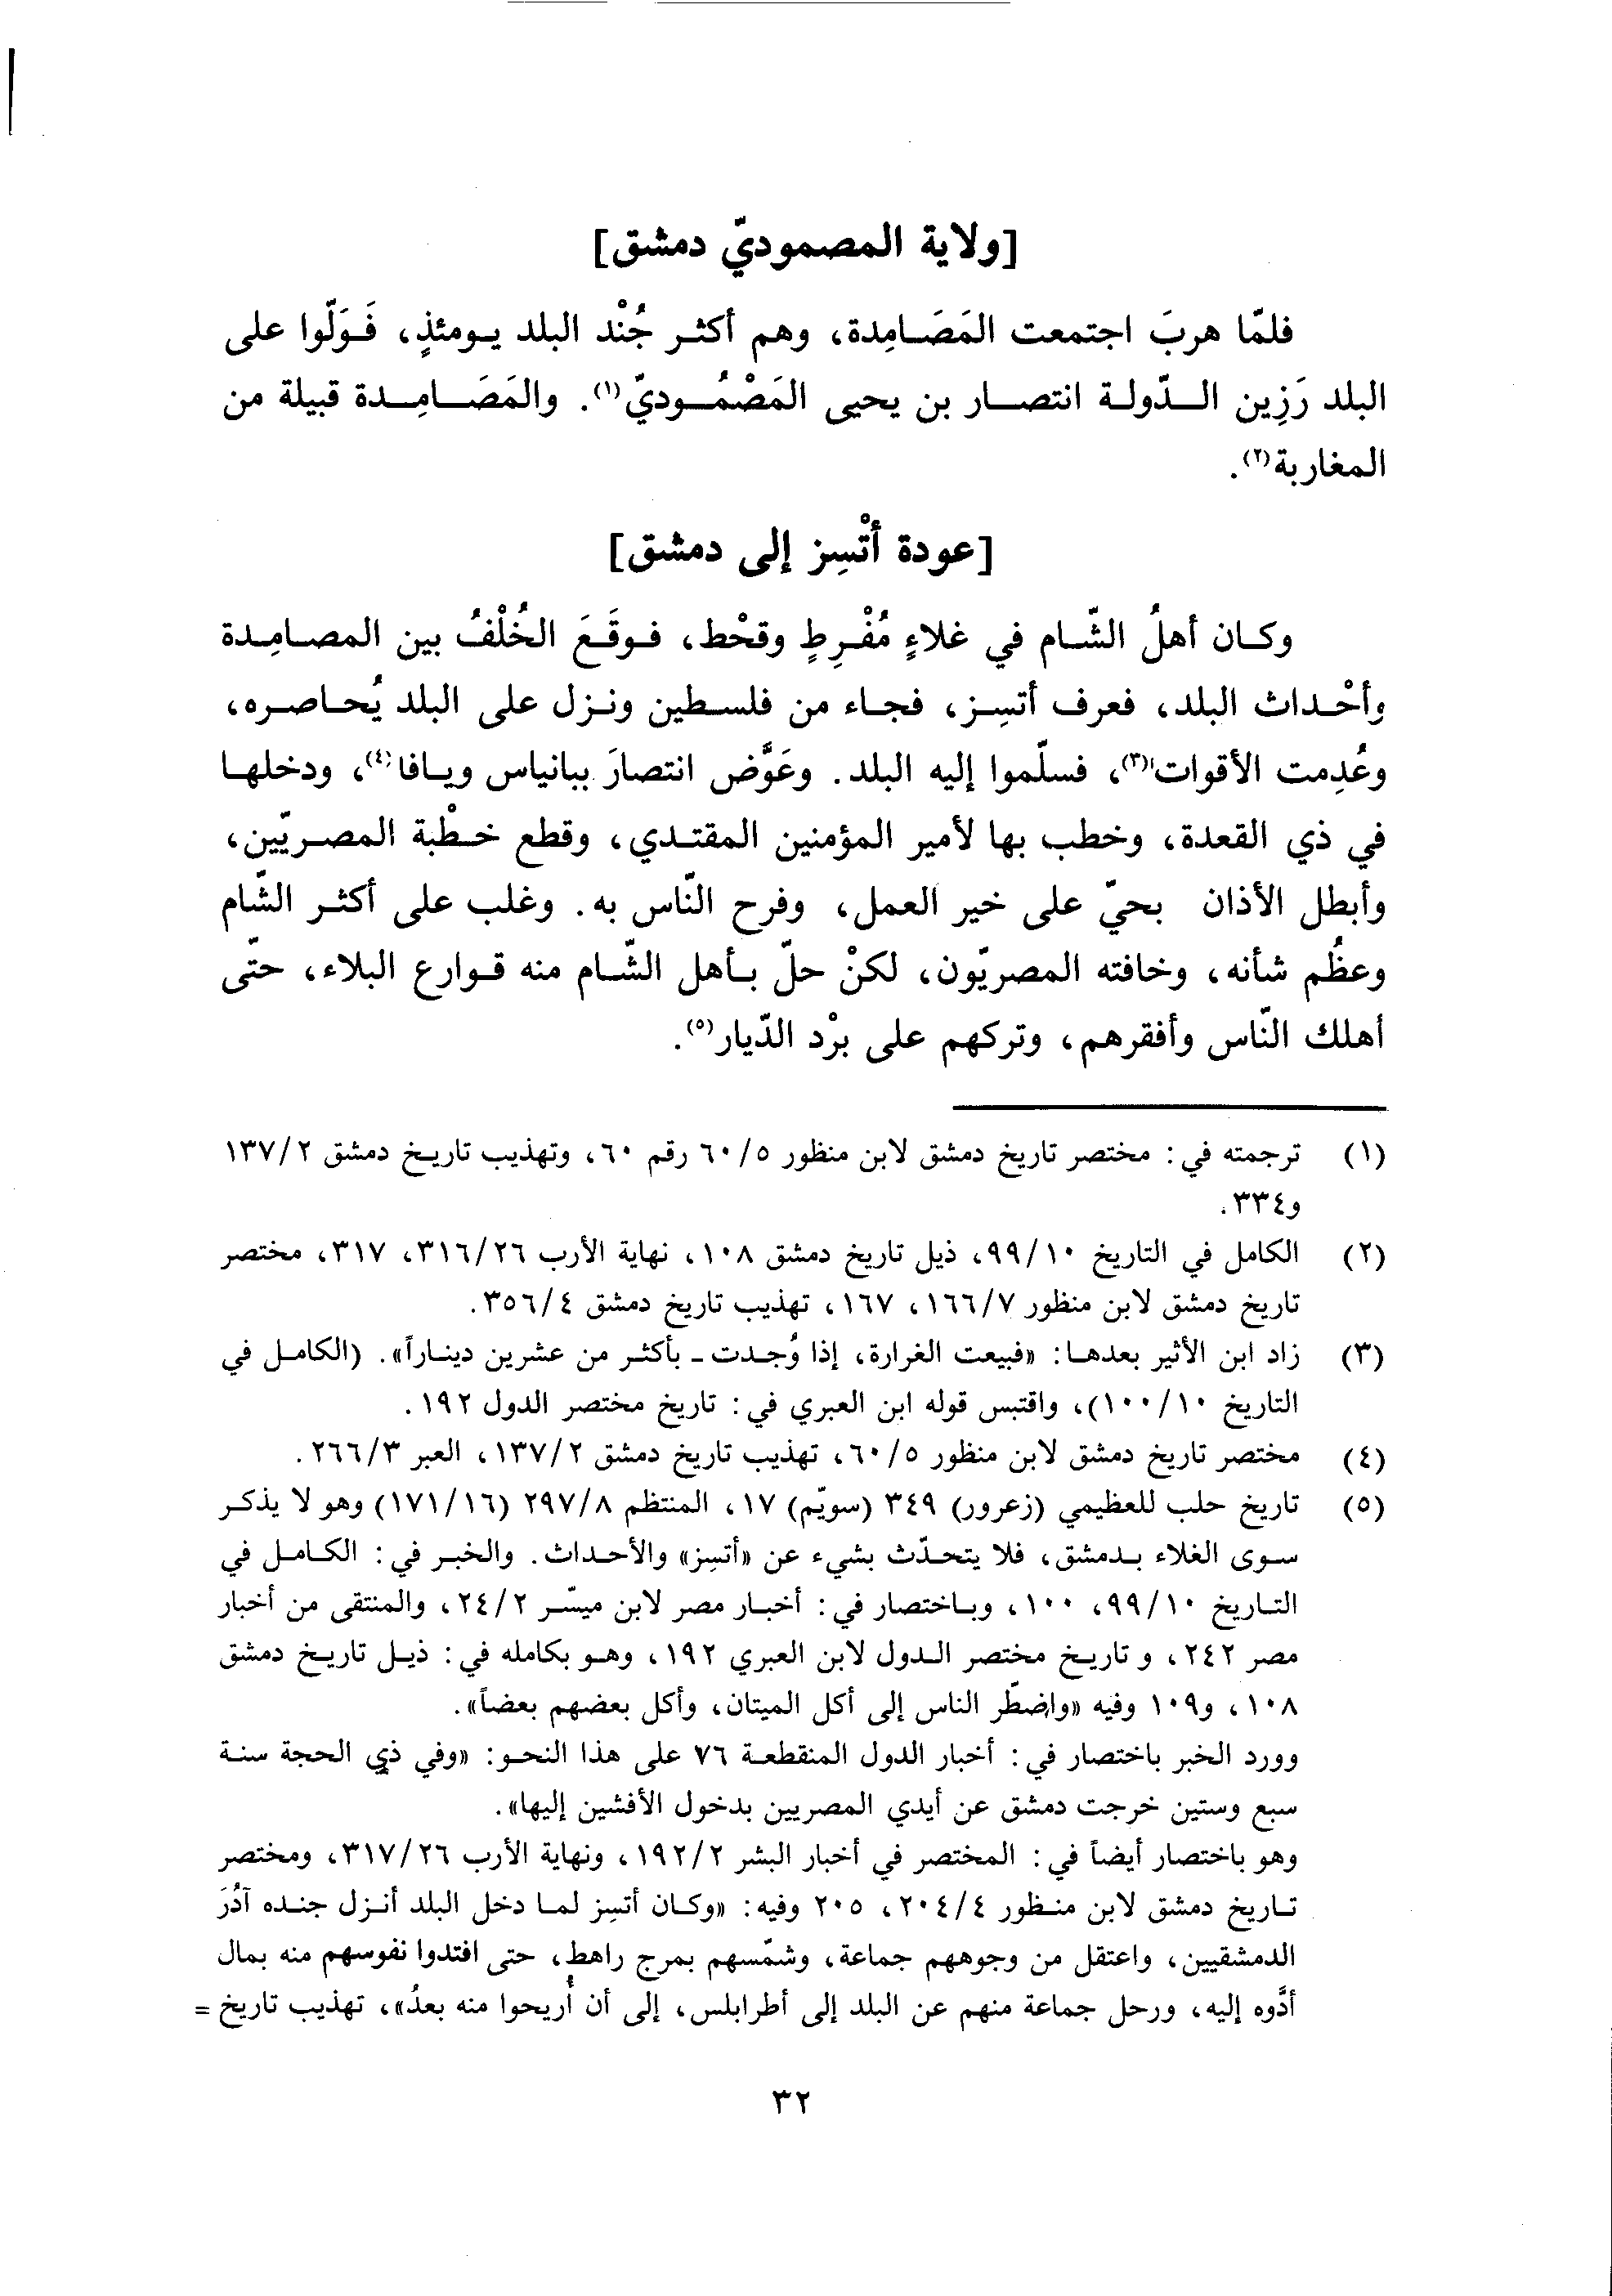 [ولاية المصموديّ دمشق]
فلمّا هربَ اجتمعت المَصَامِدة، وهم أكثر جُنْد البلد يومئذٍ، فَوَلّوا على
البلد رَزِين الدّولة انتصار بن يحيى المَصْمُوديّ(١). والمَصَامِدة قبيلة من
المغاربة(٢).
[عودة أتْسِز إلى دمشق]
وكان أهلُ الشّام في غلاءٍ مُفْرِطٍ وقحْط، فوقَعَ الخُلْفُ بين المصامِدة
وأحْداث البلد، فعرف أتسِز، فجاء من فلسطين ونزل على البلد يُحاصره،
وعُدِمت الأقوات(٣)، فسلّموا إليه البلد. وعَوَّض انتصارَ ببانياس ويافا(٤)، ودخلها
في ذي القعدة، وخطب بها لأمير المؤمنين المقتدي، وقطع خطْبة المصريّين،
وأبطل الأذان بحيّ على خير العمل، وفرح النّاس به. وغلب على أكثر الشّام
وعظُم شأنه، وخافته المصريّون، لكنْ حلّ بأهل الشّام منه قوارع البلاء، حتّى
أهلك النّاس وأفقرهم، وتركهم على برْد الدّيار(٥).
(١) ترجمته في: مختصر تاريخ دمشق لابن منظور ٦٠/٥ رقم ٦٠، وتهذيب تاريخ دمشق ١٣٧/٢
و٣٣٤.
(٢) الكامل في التاريخ ٩٩/١٠، ذيل تاريخ دمشق ١٠٨، نهاية الأرب ٣١٦/٢٦، ٣١٧، مختصر
تاريخ دمشق لابن منظور ١٦٦/٧، ١٦٧، تهذيب تاريخ دمشق ٣٥٦/٤.
(٣) زاد ابن الأثير بعدها: «فبيعت الغرارة، إذا وُجدت - بأكثر من عشرين ديناراً». (الكامل في
التاريخ ١٠٠/١٠)، واقتبس قوله ابن العبري في: تاريخ مختصر الدول ١٩٢.
(٤) مختصر تاريخ دمشق لابن منظور ٦٠/٥، تهذيب تاريخ دمشق ١٣٧/٢، العبر ٢٦٦/٣.
(٥) تاريخ حلب للعظيمي (زعرور) ٣٤٩ (سويّم) ١٧، المنتظم ٢٩٧/٨ (١٧١/١٦) وهو لا يذكر
سوى الغلاء بدمشق، فلا يتحدّث بشيء عن «أتسِز» والأحداث. والخبر في: الكامل في
التاريخ ٩٩/١٠، ١٠٠، وباختصار في: أخبار مصر لابن ميسّر ٢٤/٢، والمنتقى من أخبار
مصر ٢٤٢، وتاريخ مختصر الدول لابن العبري ١٩٢، وهو بكامله في: ذيل تاريخ دمشق
١٠٨، و١٠٩ وفيه «واضطّر الناس إلى أكل الميتان، وأكل بعضهم بعضاً».
وورد الخبر باختصار في: أخبار الدول المنقطعة ٧٦ على هذا النحو: «وفي ذي الحجة سنة
سبع وستين خرجت دمشق عن أيدي المصريين بدخول الأفشين إليها».
وهو باختصار أيضاً في: المختصر في أخبار البشر ١٩٢/٢، ونهاية الأرب ٣١٧/٢٦، ومختصر
تاريخ دمشق لابن منظور ٢٠٤/٤، ٢٠٥ وفيه: «وكان أتسِز لما دخل البلد أنزل جنده آدُرَ
الدمشقيين، واعتقل من وجوههم جماعة، وشمّسهم بمرج راهط، حتى افتدوا نفوسهم منه بمال
أدَّوه إليه، ورحل جماعة منهم عن البلد إلى أطرابلس، إلى أن أُريحوا منه بعدُ»، تهذيب تاريخ =
٣٢